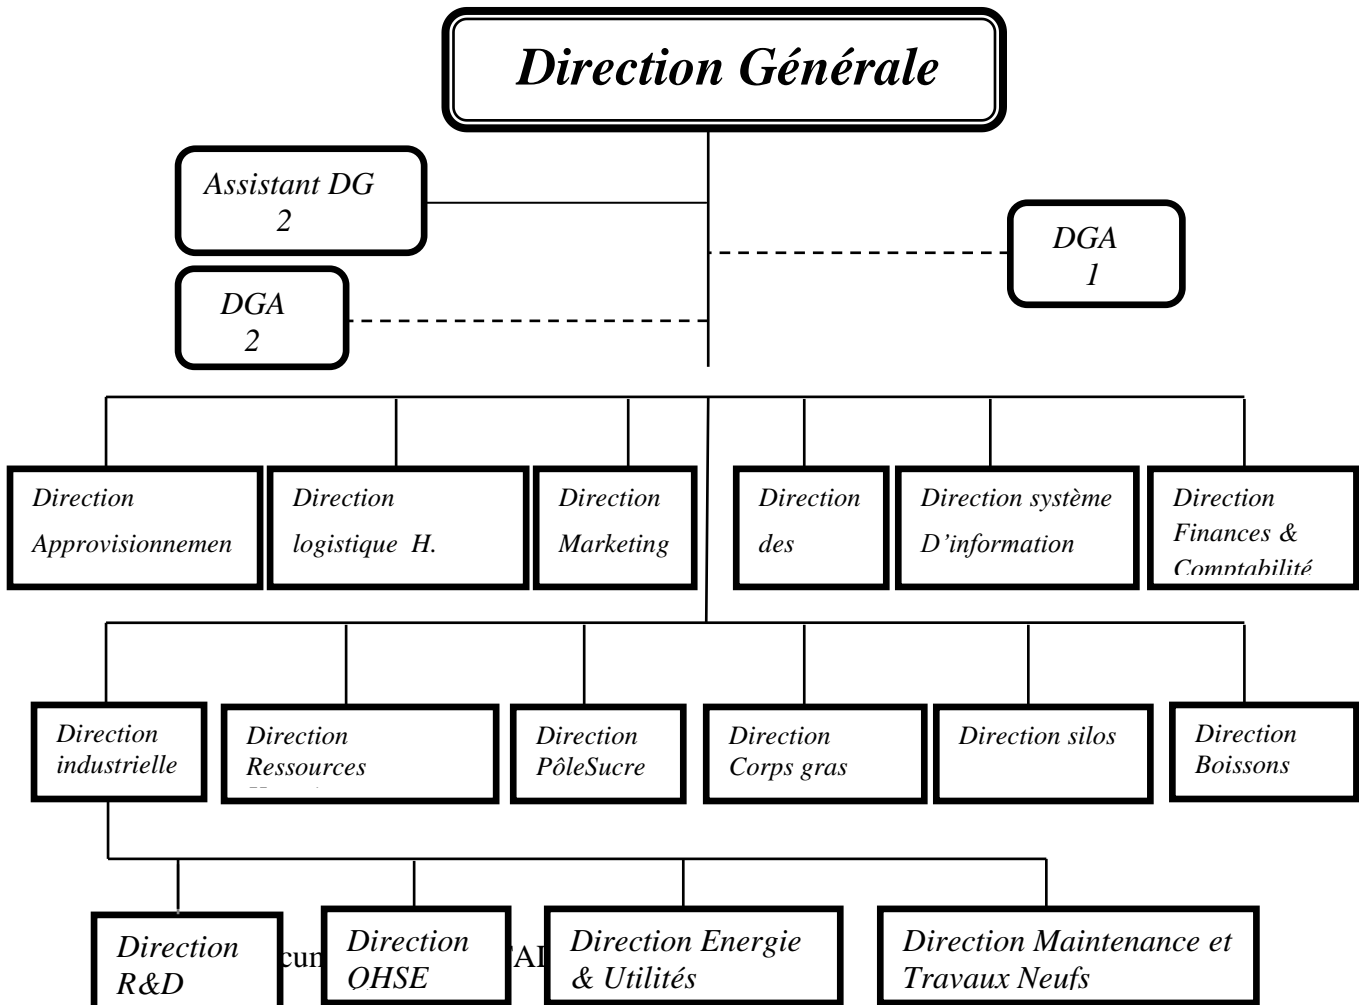 Direction Générale
Assistant DG
2
DGA
1
DGA
2
Direction
Approvisionnemen
Direction
logistique H.
Direction
Marketing
Direction
des
Direction système
D’information
Direction
Finances &
Comptabilité
Direction
industrielle
Direction
Ressources
Direction
PôleSucre
Direction
Corps gras
Direction silos
Direction
Boissons
Direction
R&D
Direction
QHSE
Direction Energie
& Utilités
Direction Maintenance et
Travaux Neufs